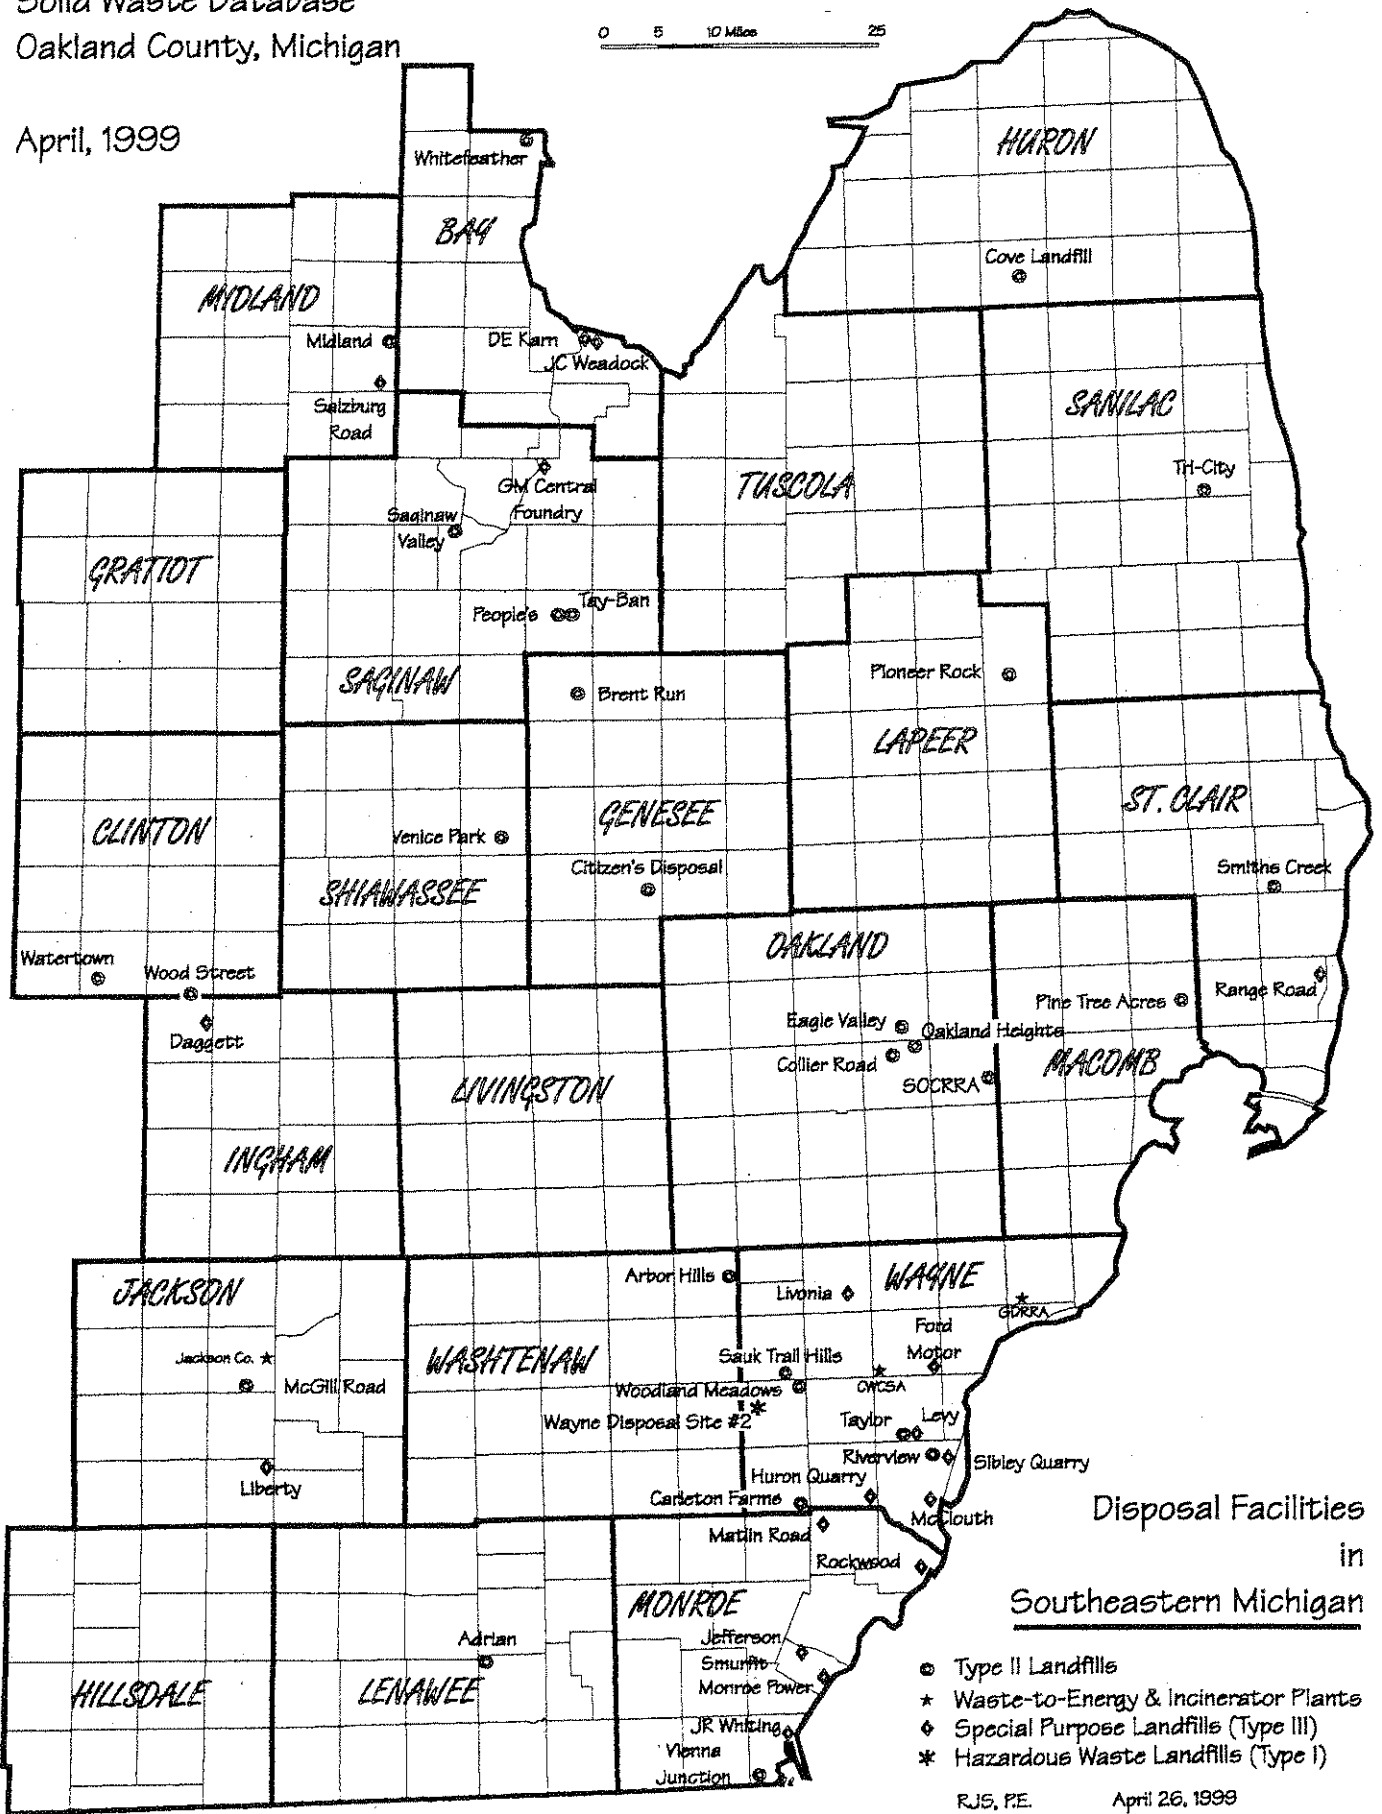 Solid Waste Database
Oakland County, Michigan
April, 1999
0 5 10 Miles 25
HURON
Whitefeather
BAY
Cove Landfill
MIDLAND
Midland
DE Karn
JC Weadock
Salzburg
Road
SANILAC
Tri-City
TUSCOLA
GM Central
Foundry
Saginaw
Valley
GRATIOT
People's
Tay-Ban
SAGINAW
Brent Run
Pioneer Rock
LAPEER
ST. CLAIR
GENESEE
CLINTON
Venice Park
Citizen's Disposal
SHIAWASSEE
Smiths Creek
OAKLAND
Watertown
Wood Street
Daggett
Pine Tree Acres
Range Road
Eagle Valley
Oakland Heights
Collier Road
MACOMB
SOCRRA
LIVINGSTON
INGHAM
JACKSON
Arbor Hills
WAYNE
Livonia
GDRRA
Ford
Motor
Jackson Co.
McGill Road
WASHTENAW
Sauk Trail Hills
CWCSA
Woodland Meadows
Wayne Disposal Site #2
Taylor
Levy
Riverview
Sibley Quarry
Liberty
Huron Quarry
Carleton Farms
McClouth
Matlin Road
Rockwood
MONROE
Adrian
Jefferson
Smurfit
Monroe Power
HILLSDALE
LENAWEE
JR Whiting
Vienna
Junction
Disposal Facilities
in
Southeastern Michigan
Type II Landfills
Waste-to-Energy & Incinerator Plants
Special Purpose Landfills (Type III)
Hazardous Waste Landfills (Type I)
RJS, P.E. April 26, 1999